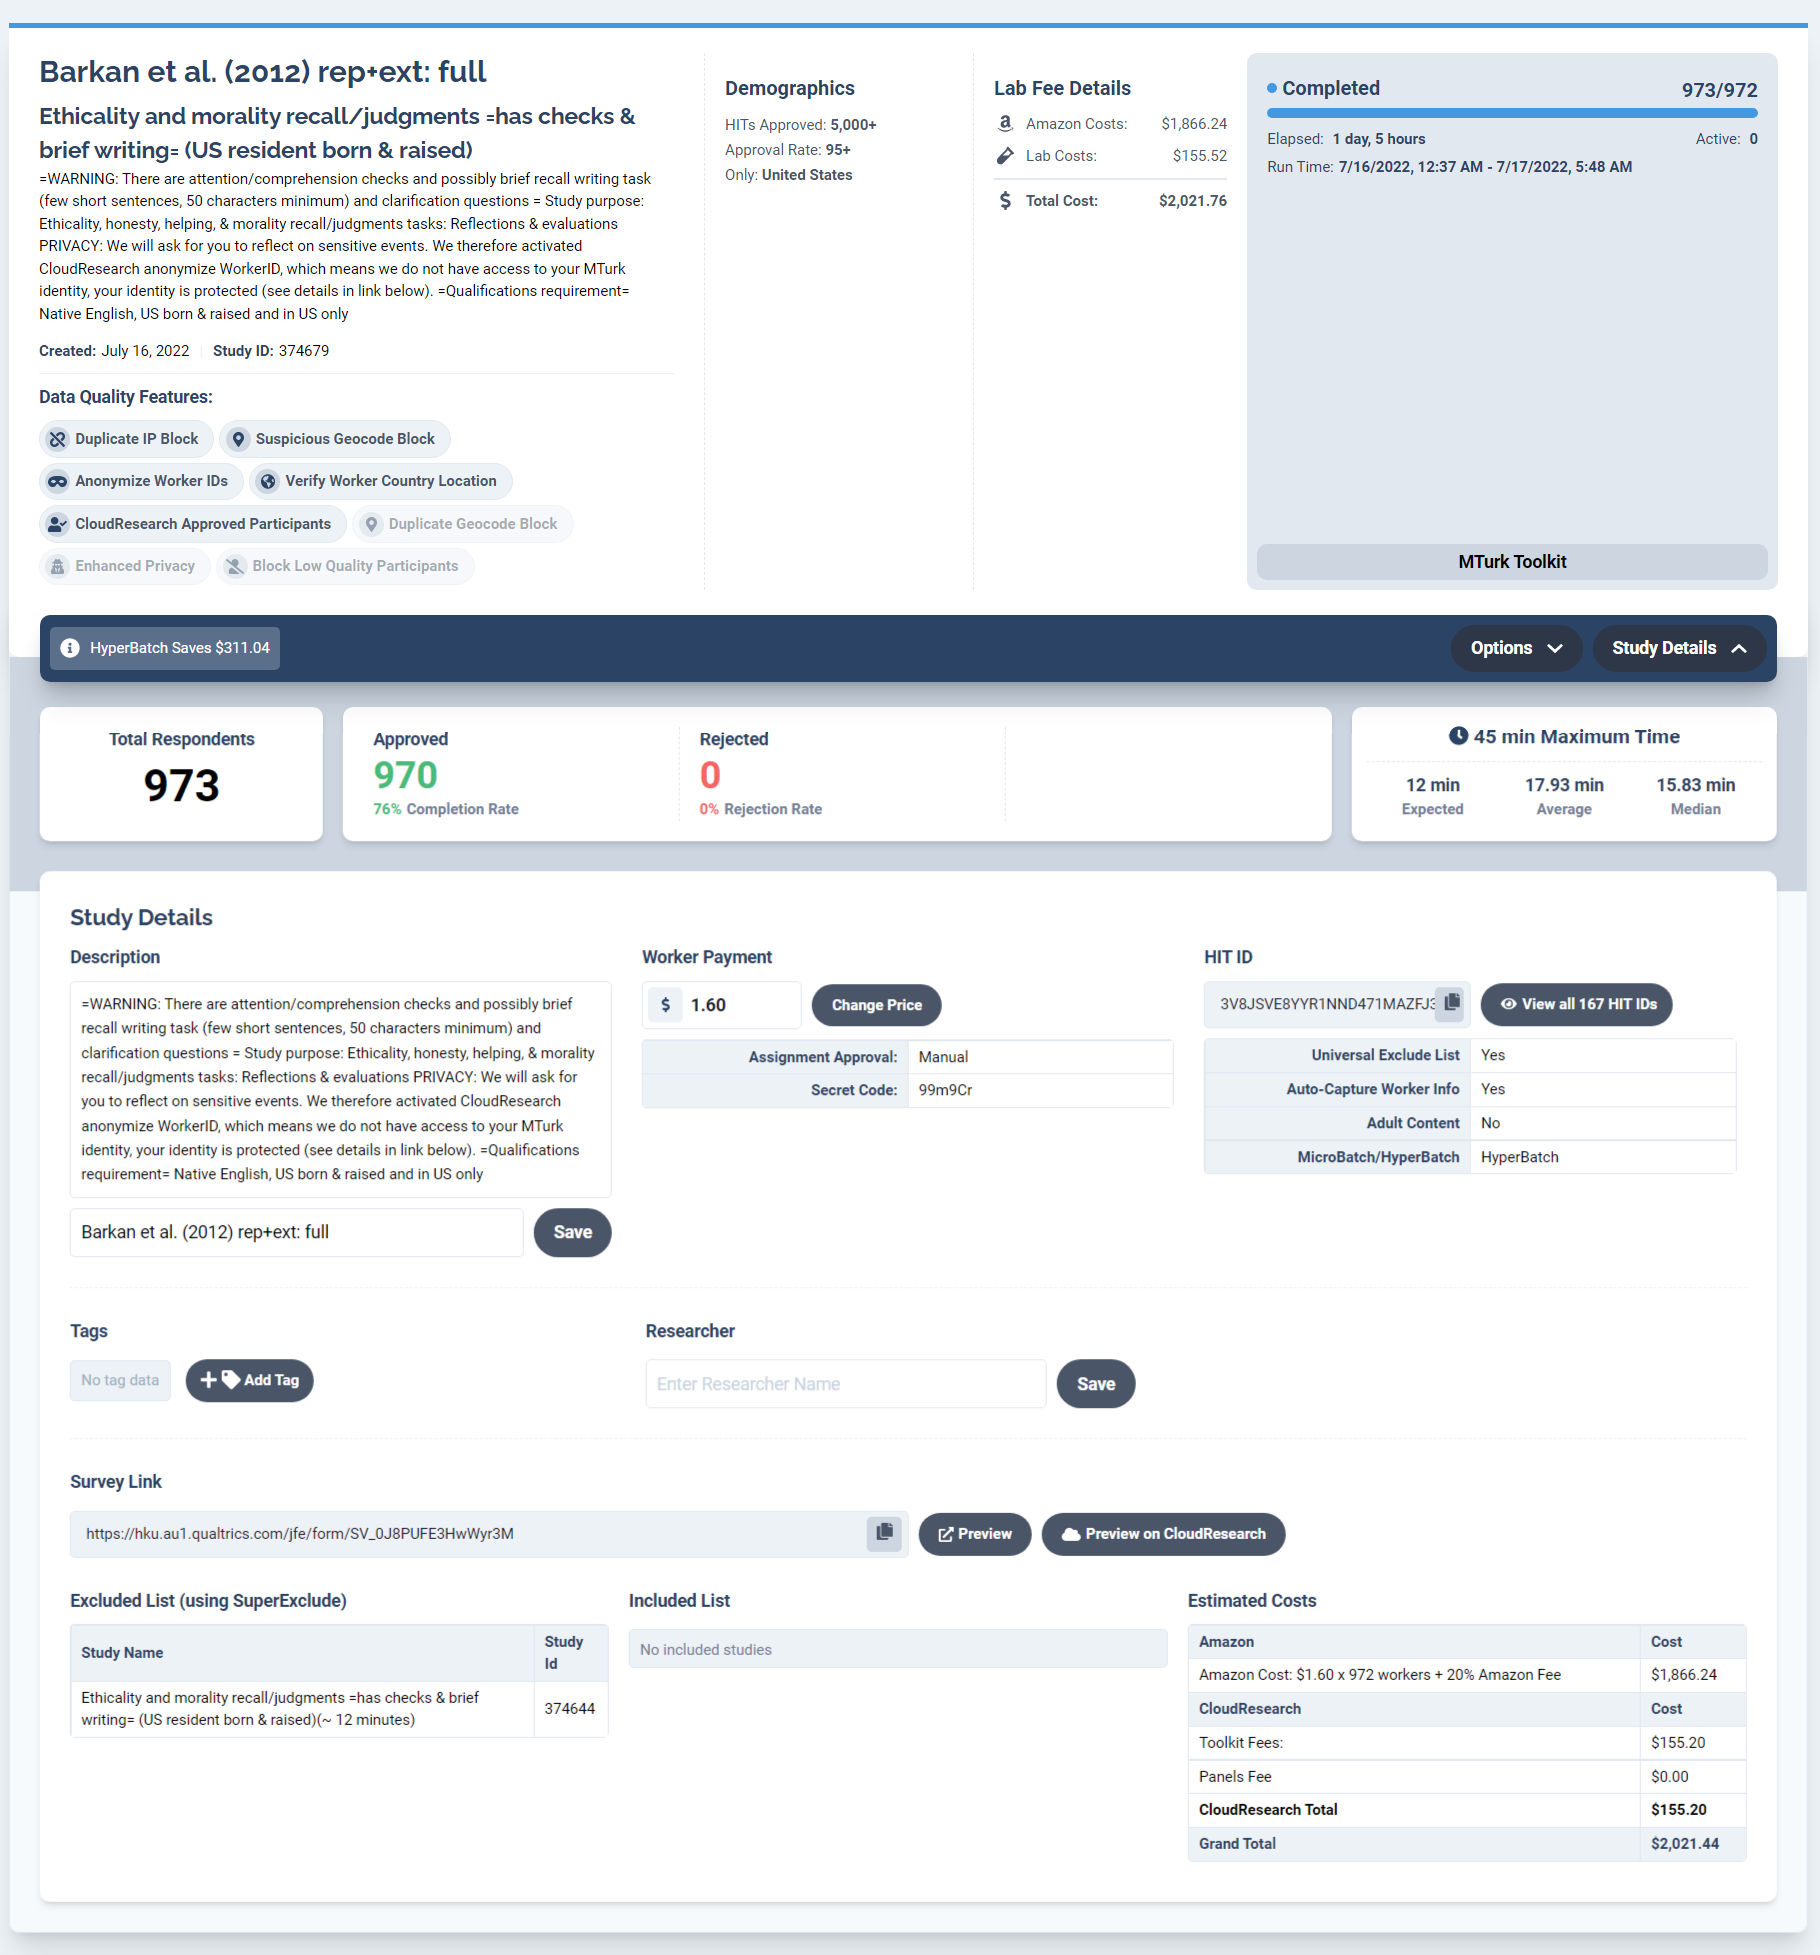 Barkan et al. (2012) rep+ext: full
Ethicality and morality recall/judgments =has checks &
brief writing= (US resident born & raised)
=WARNING: There are attention/comprehension checks and possibly brief recall writing task
(few short sentences, 50 characters minimum) and clarification questions = Study purpose:
Ethicality, honesty, helping, & morality recall/judgments tasks: Reflections & evaluations
PRIVACY: We will ask for you to reflect on sensitive events. We therefore activated
CloudResearch anonymize WorkerID, which means we do not have access to your MTurk
identity, your identity is protected (see details in link below). =Qualifications requirement=
Native English, US born & raised and in US only
Created: July 16, 2022 Study ID: 374679
Data Quality Features:
Duplicate IP Block Suspicious Geocode Block
Anonymize Worker IDs Verify Worker Country Location
CloudResearch Approved Participants Duplicate Geocode Block
Enhanced Privacy Block Low Quality Participants
Demographics
HITs Approved: 5,000+
Approval Rate: 95+
Only: United States
Lab Fee Details
Amazon Costs: $1,866.24
Lab Costs: $155.52
Total Cost: $2,021.76
Completed 973/972
Elapsed: 1 day, 5 hours Active: 0
Run Time: 7/16/2022, 12:37 AM - 7/17/2022, 5:48 AM
MTurk Toolkit
HyperBatch Saves $311.04 Options Study Details
Total Respondents
973
Approved
970
76% Completion Rate
Rejected
0
0% Rejection Rate
45 min Maximum Time
12 min 17.93 min 15.83 min
Expected Average Median
Study Details
Description
=WARNING: There are attention/comprehension checks and possibly brief
recall writing task (few short sentences, 50 characters minimum) and
clarification questions = Study purpose: Ethicality, honesty, helping, & morality
recall/judgments tasks: Reflections & evaluations PRIVACY: We will ask for
you to reflect on sensitive events. We therefore activated CloudResearch
anonymize WorkerID, which means we do not have access to your MTurk
identity, your identity is protected (see details in link below). =Qualifications
requirement= Native English, US born & raised and in US only
Barkan et al. (2012) rep+ext: full Save
Worker Payment
$ 1.60 Change Price
Assignment Approval: Manual
Secret Code: 99m9Cr
HIT ID
3V8JSVE8YYR1NND471MAZFJ3 View all 167 HIT IDs
Universal Exclude List Yes
Auto-Capture Worker Info Yes
Adult Content No
MicroBatch/HyperBatch HyperBatch
Tags
No tag data Add Tag
Researcher
Enter Researcher Name Save
Survey Link
https://hku.au1.qualtrics.com/jfe/form/SV_0J8PUFE3HwWyr3M Preview Preview on CloudResearch
Excluded List (using SuperExclude)
Study Name Study Id
Ethicality and morality recall/judgments =has checks & brief
writing= (US resident born & raised)(~ 12 minutes) 374644
Included List
No included studies
Estimated Costs
Amazon Cost
Amazon Cost: $1.60 x 972 workers + 20% Amazon Fee $1,866.24
CloudResearch Cost
Toolkit Fees: $155.20
Panels Fee $0.00
CloudResearch Total $155.20
Grand Total $2,021.44